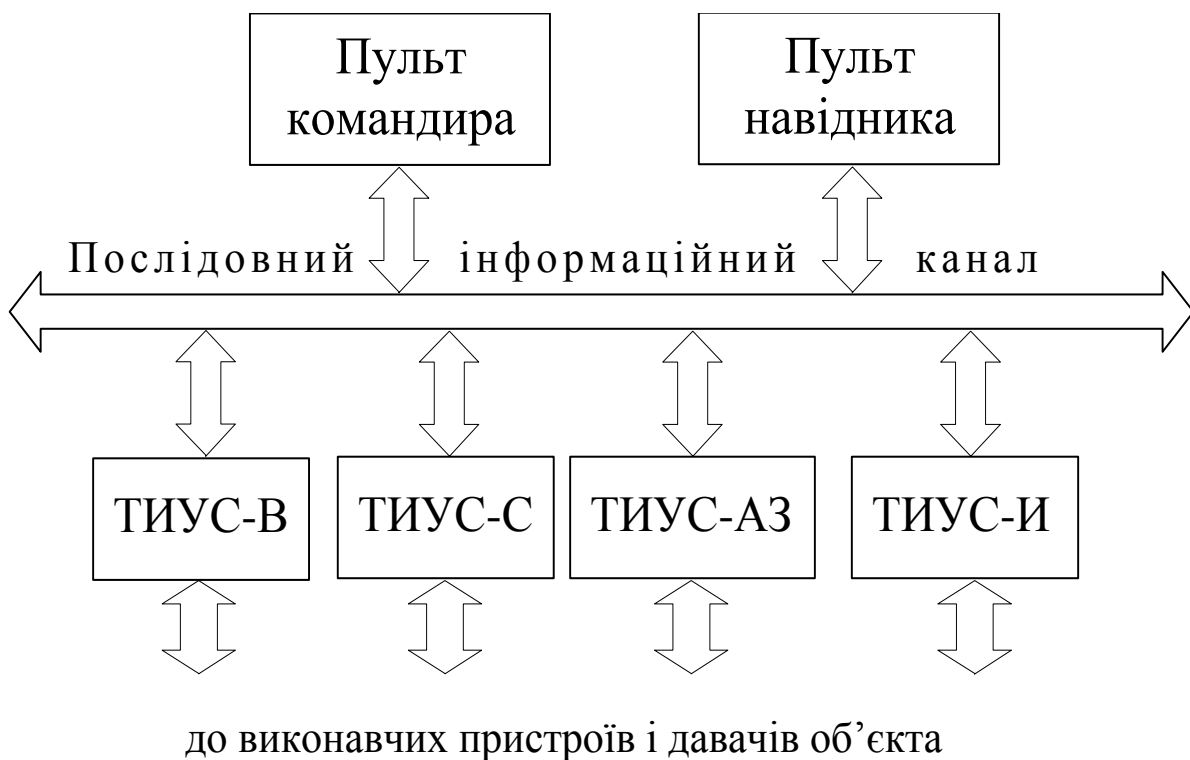 Пульт
командира
Пульт
навідника
Послідовний інформаційний канал
ТИУС-В
ТИУС-С
ТИУС-АЗ
ТИУС-И
до виконавчих пристроїв і давачів об’єкта